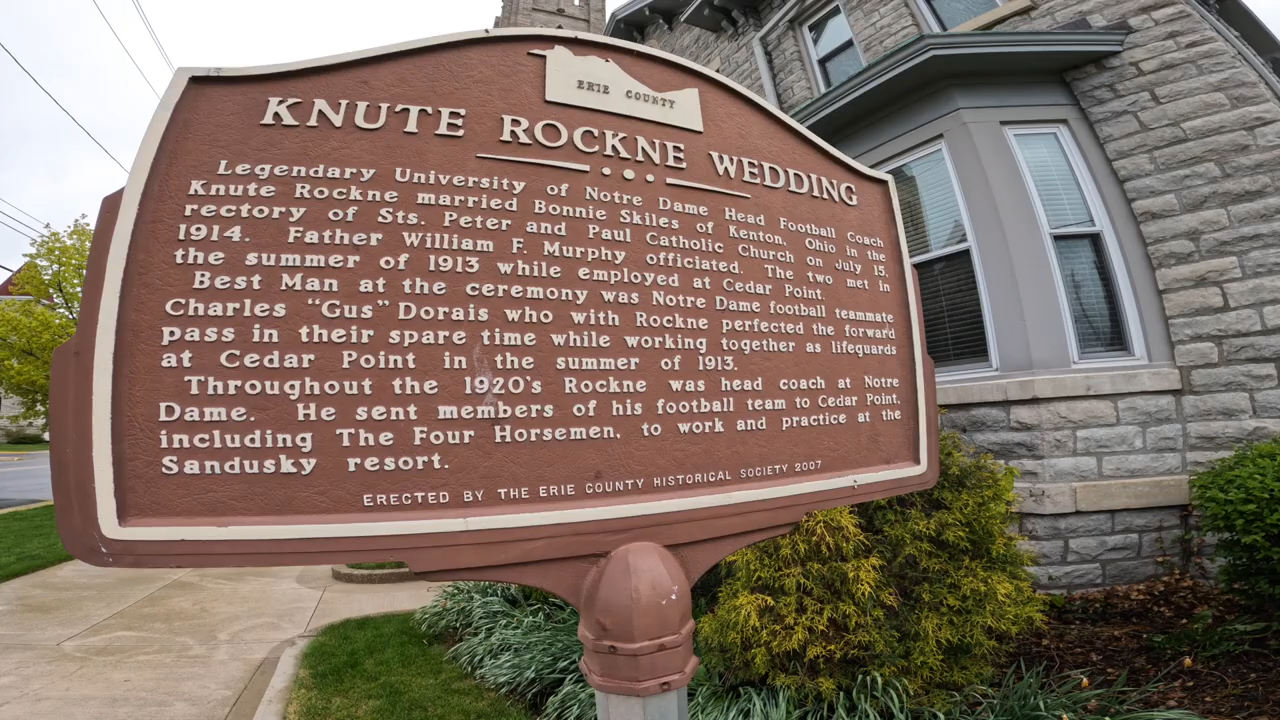 ERIE COUNTY
KNUTE ROCKNE WEDDING
Legendary University of Notre Dame Head Football Coach
Knute Rockne married Bonnie Skiles of Kenton, Ohio in the
rectory of Sts. Peter and Paul Catholic Church on July 15,
1914. Father William F. Murphy officiated. The two met in
the summer of 1913 while employed at Cedar Point.
Best Man at the ceremony was Notre Dame football teammate
Charles "Gus" Dorais who with Rockne perfected the forward
pass in their spare time while working together as lifeguards
at Cedar Point in the summer of 1913.
Throughout the 1920's Rockne was head coach at Notre
Dame. He sent members of his football team to Cedar Point,
including The Four Horsemen, to work and practice at the
Sandusky resort.
ERECTED BY THE ERIE COUNTY HISTORICAL SOCIETY 2007